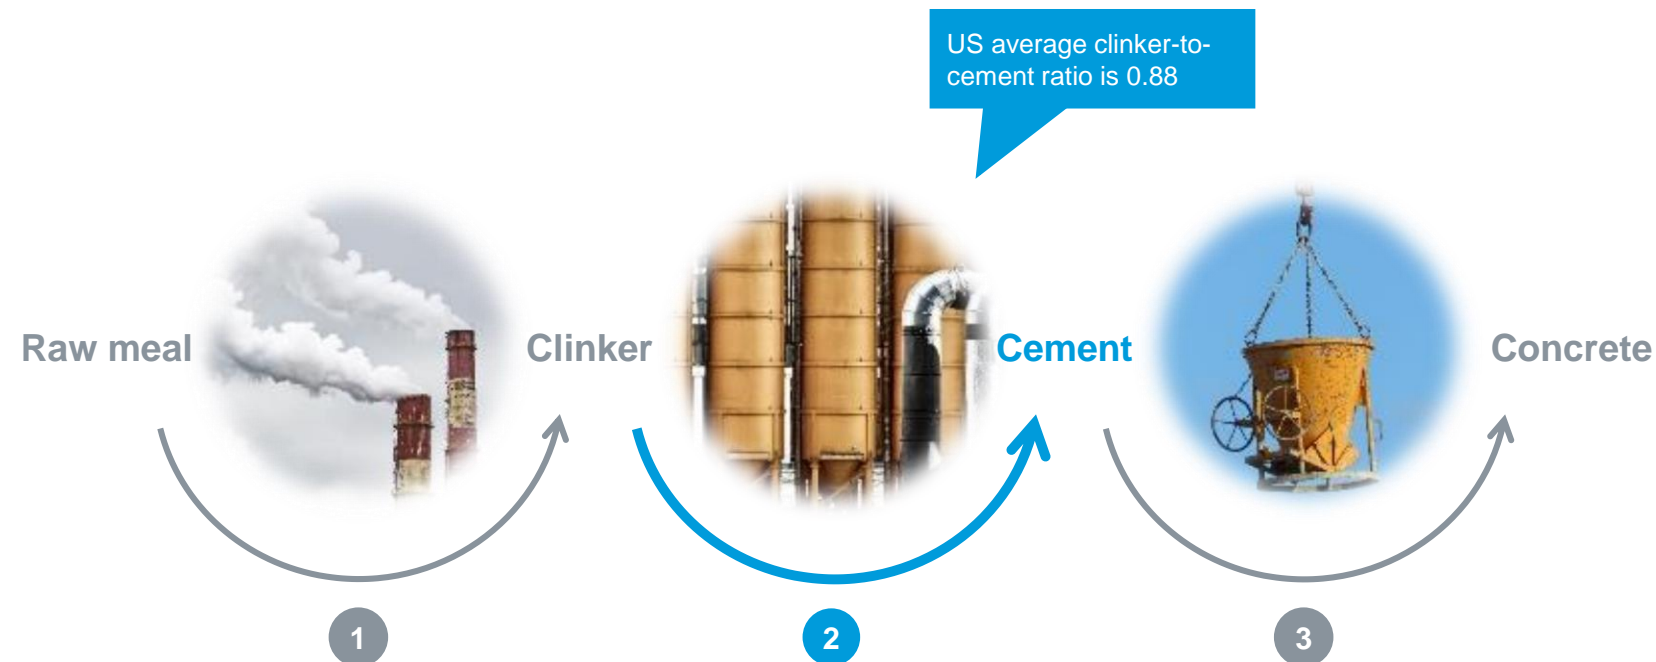 US average clinker-to-
cement ratio is 0.88
Raw meal
Clinker
Cement
Concrete
1
2
3